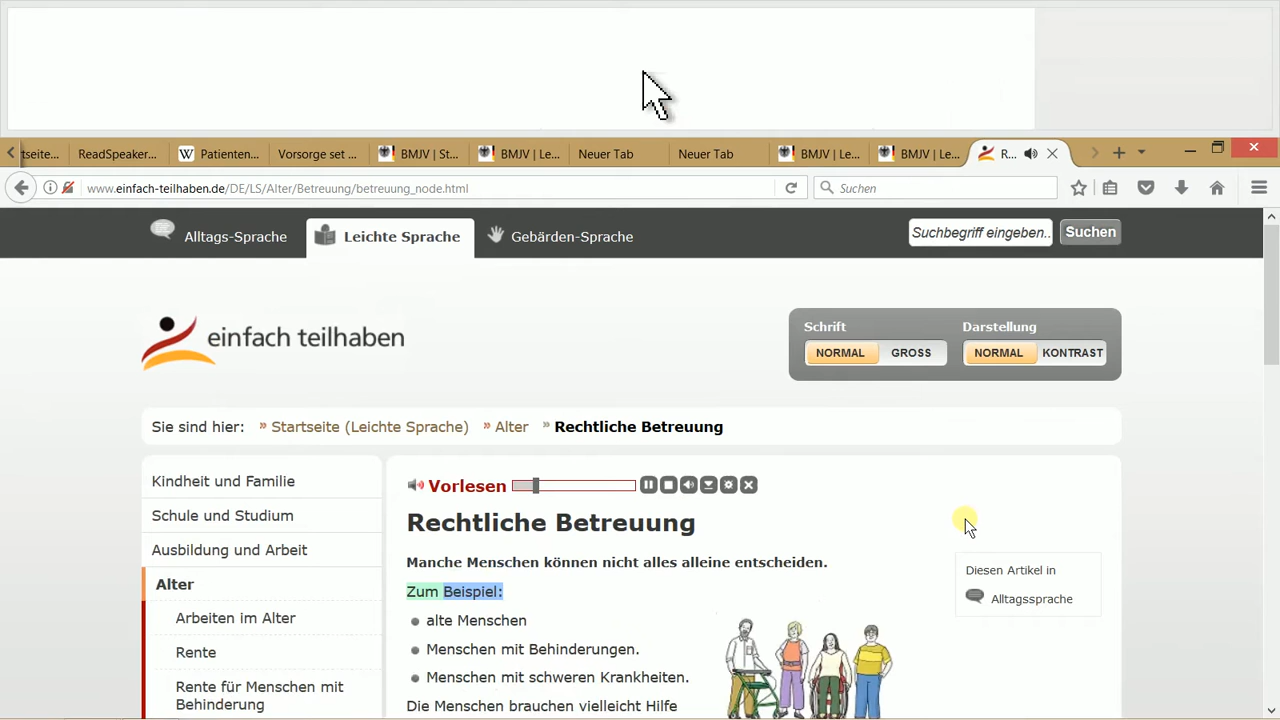 tseite...
ReadSpeaker...
Patienten...
Vorsorge set ...
BMJV | St...
BMJV | Le...
Neuer Tab
Neuer Tab
BMJV | Le...
BMJV | Le...
R...
www.einfach-teilhaben.de/DE/LS/Alter/Betreuung/betreuung_node.html
Suchen
Alltags-Sprache
Leichte Sprache
Gebärden-Sprache
Suchbegriff eingeben..
Suchen
einfach teilhaben
Schrift
Darstellung
NORMAL
GROSS
NORMAL
KONTRAST
Sie sind hier: » Startseite (Leichte Sprache) » Alter » Rechtliche Betreuung
Kindheit und Familie
Schule und Studium
Ausbildung und Arbeit
Alter
Arbeiten im Alter
Rente
Rente für Menschen mit
Behinderung
Vorlesen
Rechtliche Betreuung
Manche Menschen können nicht alles alleine entscheiden.
Zum Beispiel:
alte Menschen
Menschen mit Behinderungen.
Menschen mit schweren Krankheiten.
Die Menschen brauchen vielleicht Hilfe
Diesen Artikel in
Alltagssprache